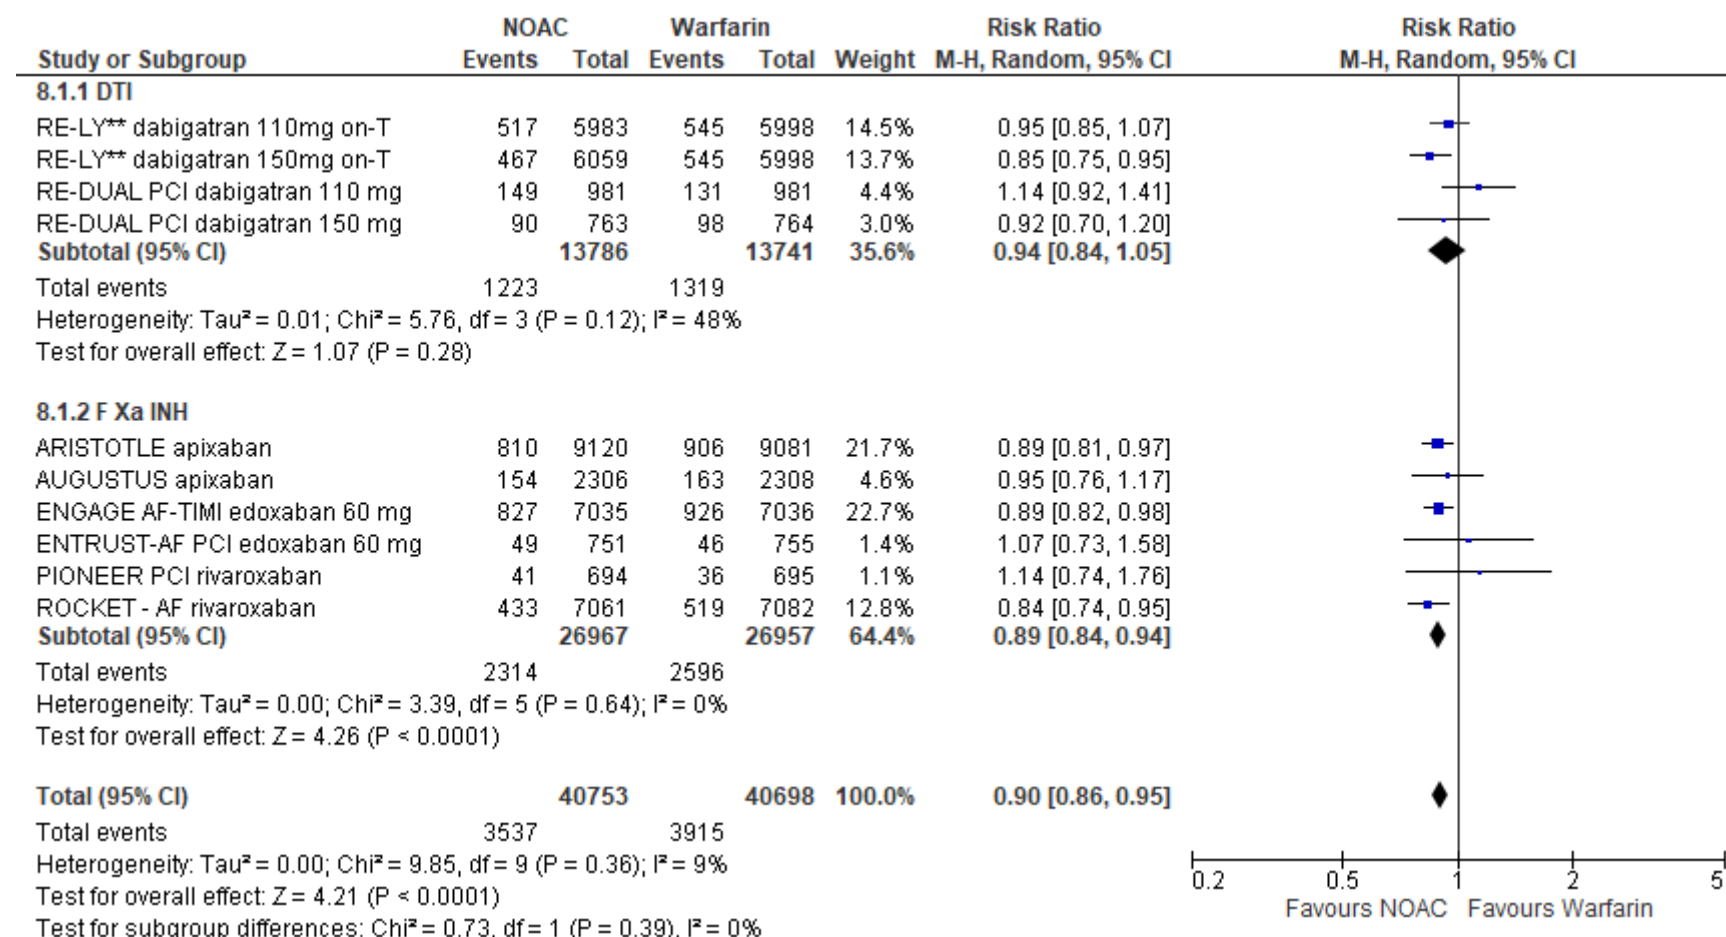 NOAC Warfarin Risk Ratio Risk Ratio
Study or Subgroup Events Total Events Total Weight M-H, Random, 95% CI M-H, Random, 95% CI
8.1.1 DTI
RE-LY** dabigatran 110mg on-T 517 5983 545 5998 14.5% 0.95 [0.85, 1.07]
RE-LY** dabigatran 150mg on-T 467 6059 545 5998 13.7% 0.85 [0.75, 0.95]
RE-DUAL PCI dabigatran 110 mg 149 981 131 981 4.4% 1.14 [0.92, 1.41]
RE-DUAL PCI dabigatran 150 mg 90 763 98 764 3.0% 0.92 [0.70, 1.20]
Subtotal (95% CI) 13786 13741 35.6% 0.94 [0.84, 1.05]
Total events 1223 1319
Heterogeneity: Tau² = 0.01; Chi² = 5.76, df = 3 (P = 0.12); I² = 48%
Test for overall effect: Z = 1.07 (P = 0.28)
8.1.2 F Xa INH
ARISTOTLE apixaban 810 9120 906 9081 21.7% 0.89 [0.81, 0.97]
AUGUSTUS apixaban 154 2306 163 2308 4.6% 0.95 [0.76, 1.17]
ENGAGE AF-TIMI edoxaban 60 mg 827 7035 926 7036 22.7% 0.89 [0.82, 0.98]
ENTRUST-AF PCI edoxaban 60 mg 49 751 46 755 1.4% 1.07 [0.73, 1.58]
PIONEER PCI rivaroxaban 41 694 36 695 1.1% 1.14 [0.74, 1.76]
ROCKET - AF rivaroxaban 433 7061 519 7082 12.8% 0.84 [0.74, 0.95]
Subtotal (95% CI) 26967 26957 64.4% 0.89 [0.84, 0.94]
Total events 2314 2596
Heterogeneity: Tau² = 0.00; Chi² = 3.39, df = 5 (P = 0.64); I² = 0%
Test for overall effect: Z = 4.26 (P < 0.0001)
Total (95% CI) 40753 40698 100.0% 0.90 [0.86, 0.95]
Total events 3537 3915
Heterogeneity: Tau² = 0.00; Chi² = 9.85, df = 9 (P = 0.36); I² = 9%
Test for overall effect: Z = 4.21 (P < 0.0001)
Test for subgroup differences: Chi² = 0.73, df = 1 (P = 0.39), I² = 0%
0.2 0.5 1 2 5
Favours NOAC Favours Warfarin